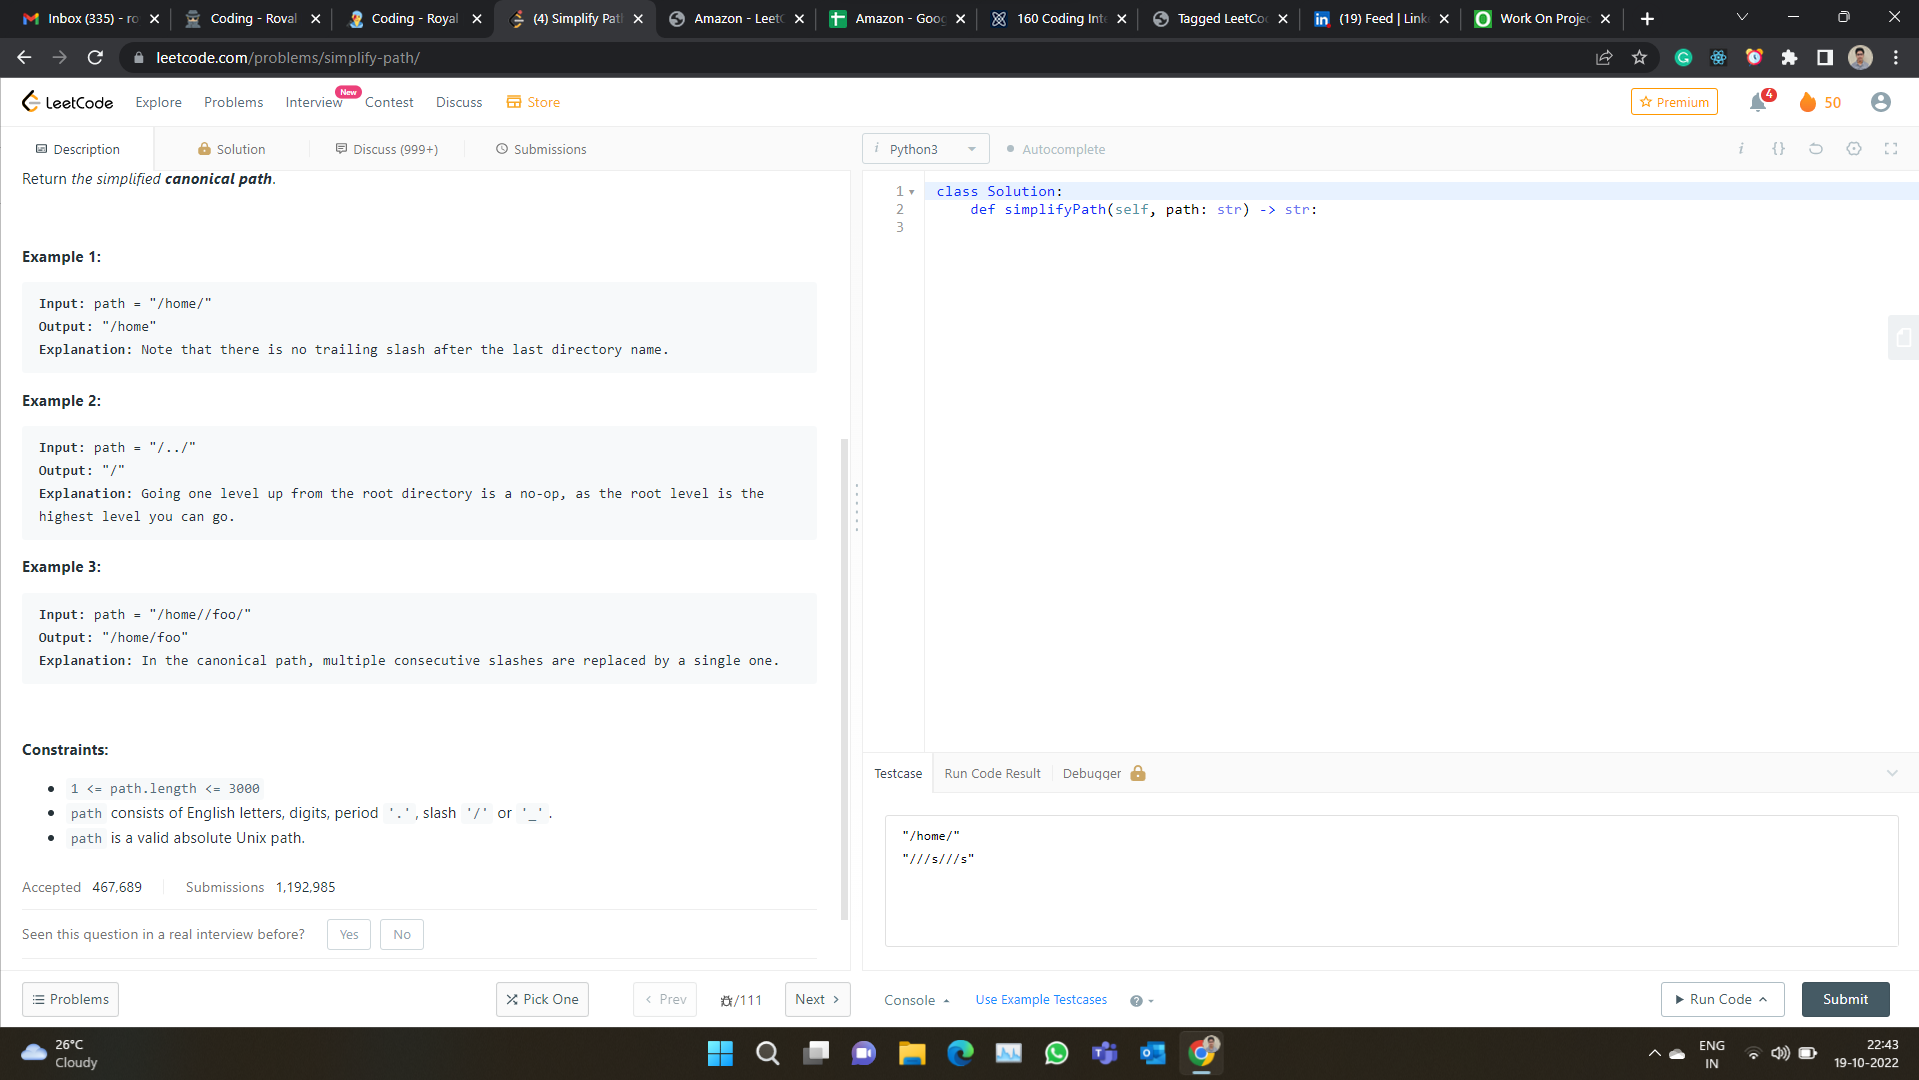 Inbox (335) - ro
Coding - Royal
Coding - Royal
(4) Simplify Pat
Amazon - LeetC
Amazon - Goog
160 Coding Inte
Tagged LeetCo
(19) Feed | Link
Work On Projec
leetcode.com/problems/simplify-path/
LeetCode
Explore
Problems
Interview
New
Contest
Discuss
Store
Premium
4
50
Description
Solution
Discuss (999+)
Submissions
i Python3
Autocomplete
i {}
Return the simplified canonical path.
Example 1:
Input: path = "/home/"
Output: "/home"
Explanation: Note that there is no trailing slash after the last directory name.
Example 2:
Input: path = "/../"
Output: "/"
Explanation: Going one level up from the root directory is a no-op, as the root level is the
highest level you can go.
Example 3:
Input: path = "/home//foo/"
Output: "/home/foo"
Explanation: In the canonical path, multiple consecutive slashes are replaced by a single one.
Constraints:
1 <= path.length <= 3000
path consists of English letters, digits, period '.', slash '/' or '_'.
path is a valid absolute Unix path.
Accepted 467,689
Submissions 1,192,985
Seen this question in a real interview before?
Yes
No
Problems
Pick One
Prev
/111
Next
1 class Solution:
2 def simplifyPath(self, path: str) -> str:
3
Testcase
Run Code Result
Debugger
"/home/"
"///s///s"
Console
Use Example Testcases
Run Code
Submit
26°C
Cloudy
ENG
IN
22:43
19-10-2022